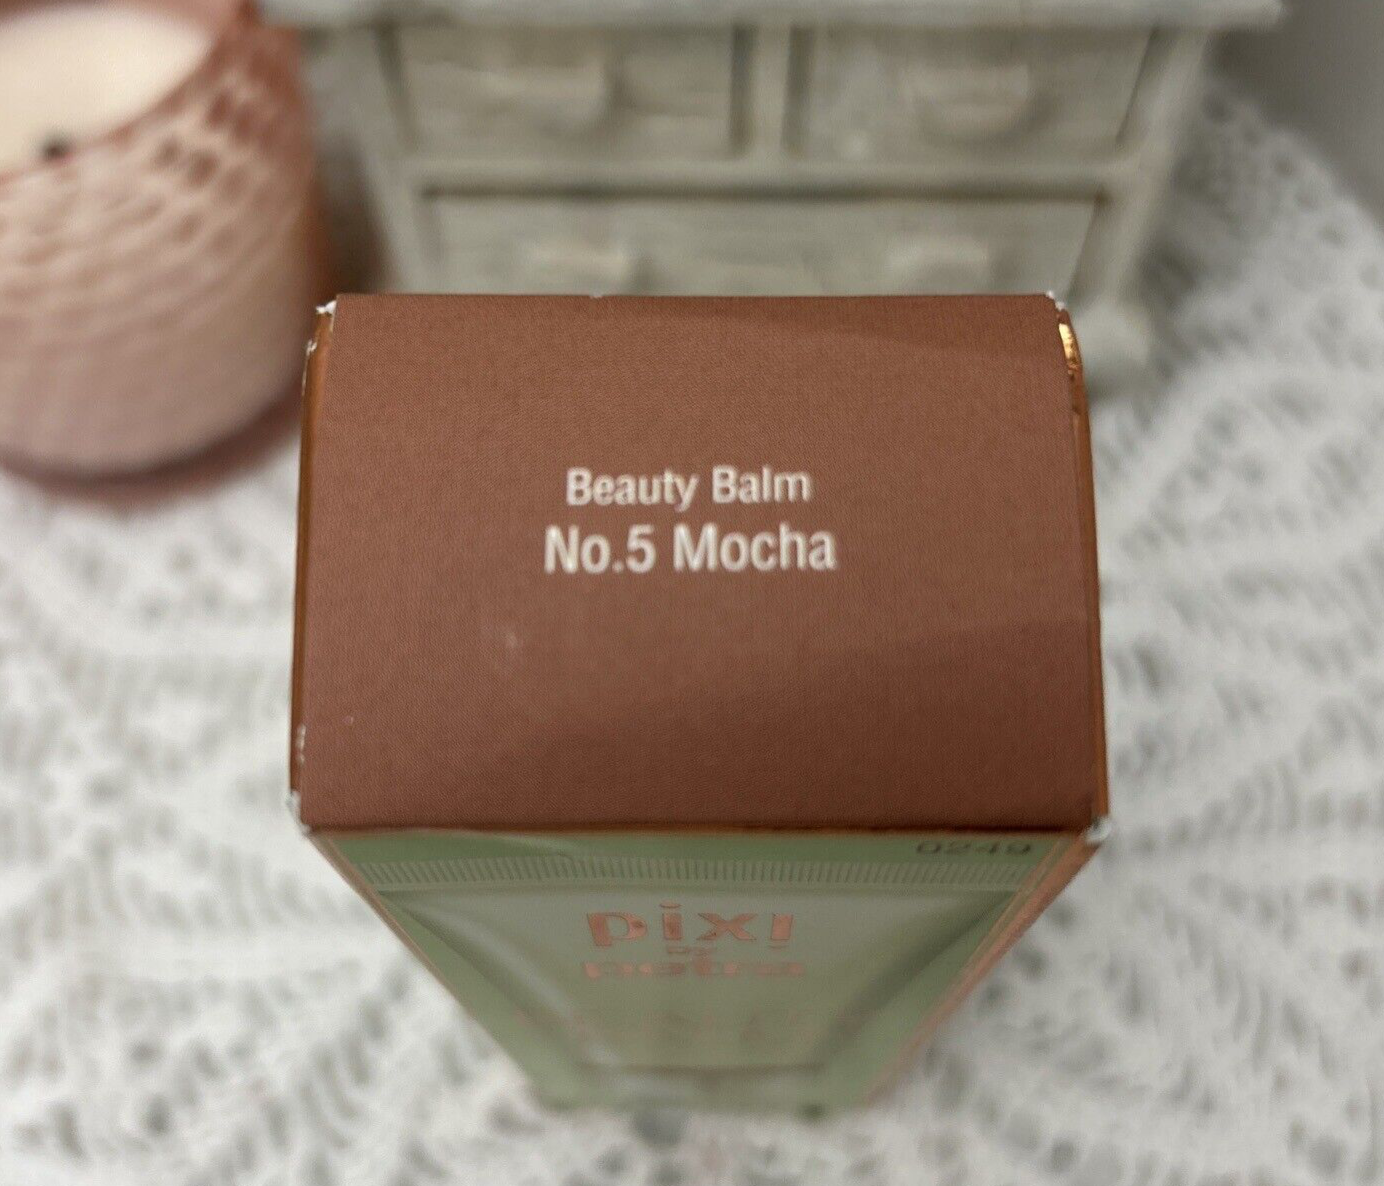 Beauty Balm
No.5 Mocha
0249
pixi
by
petra